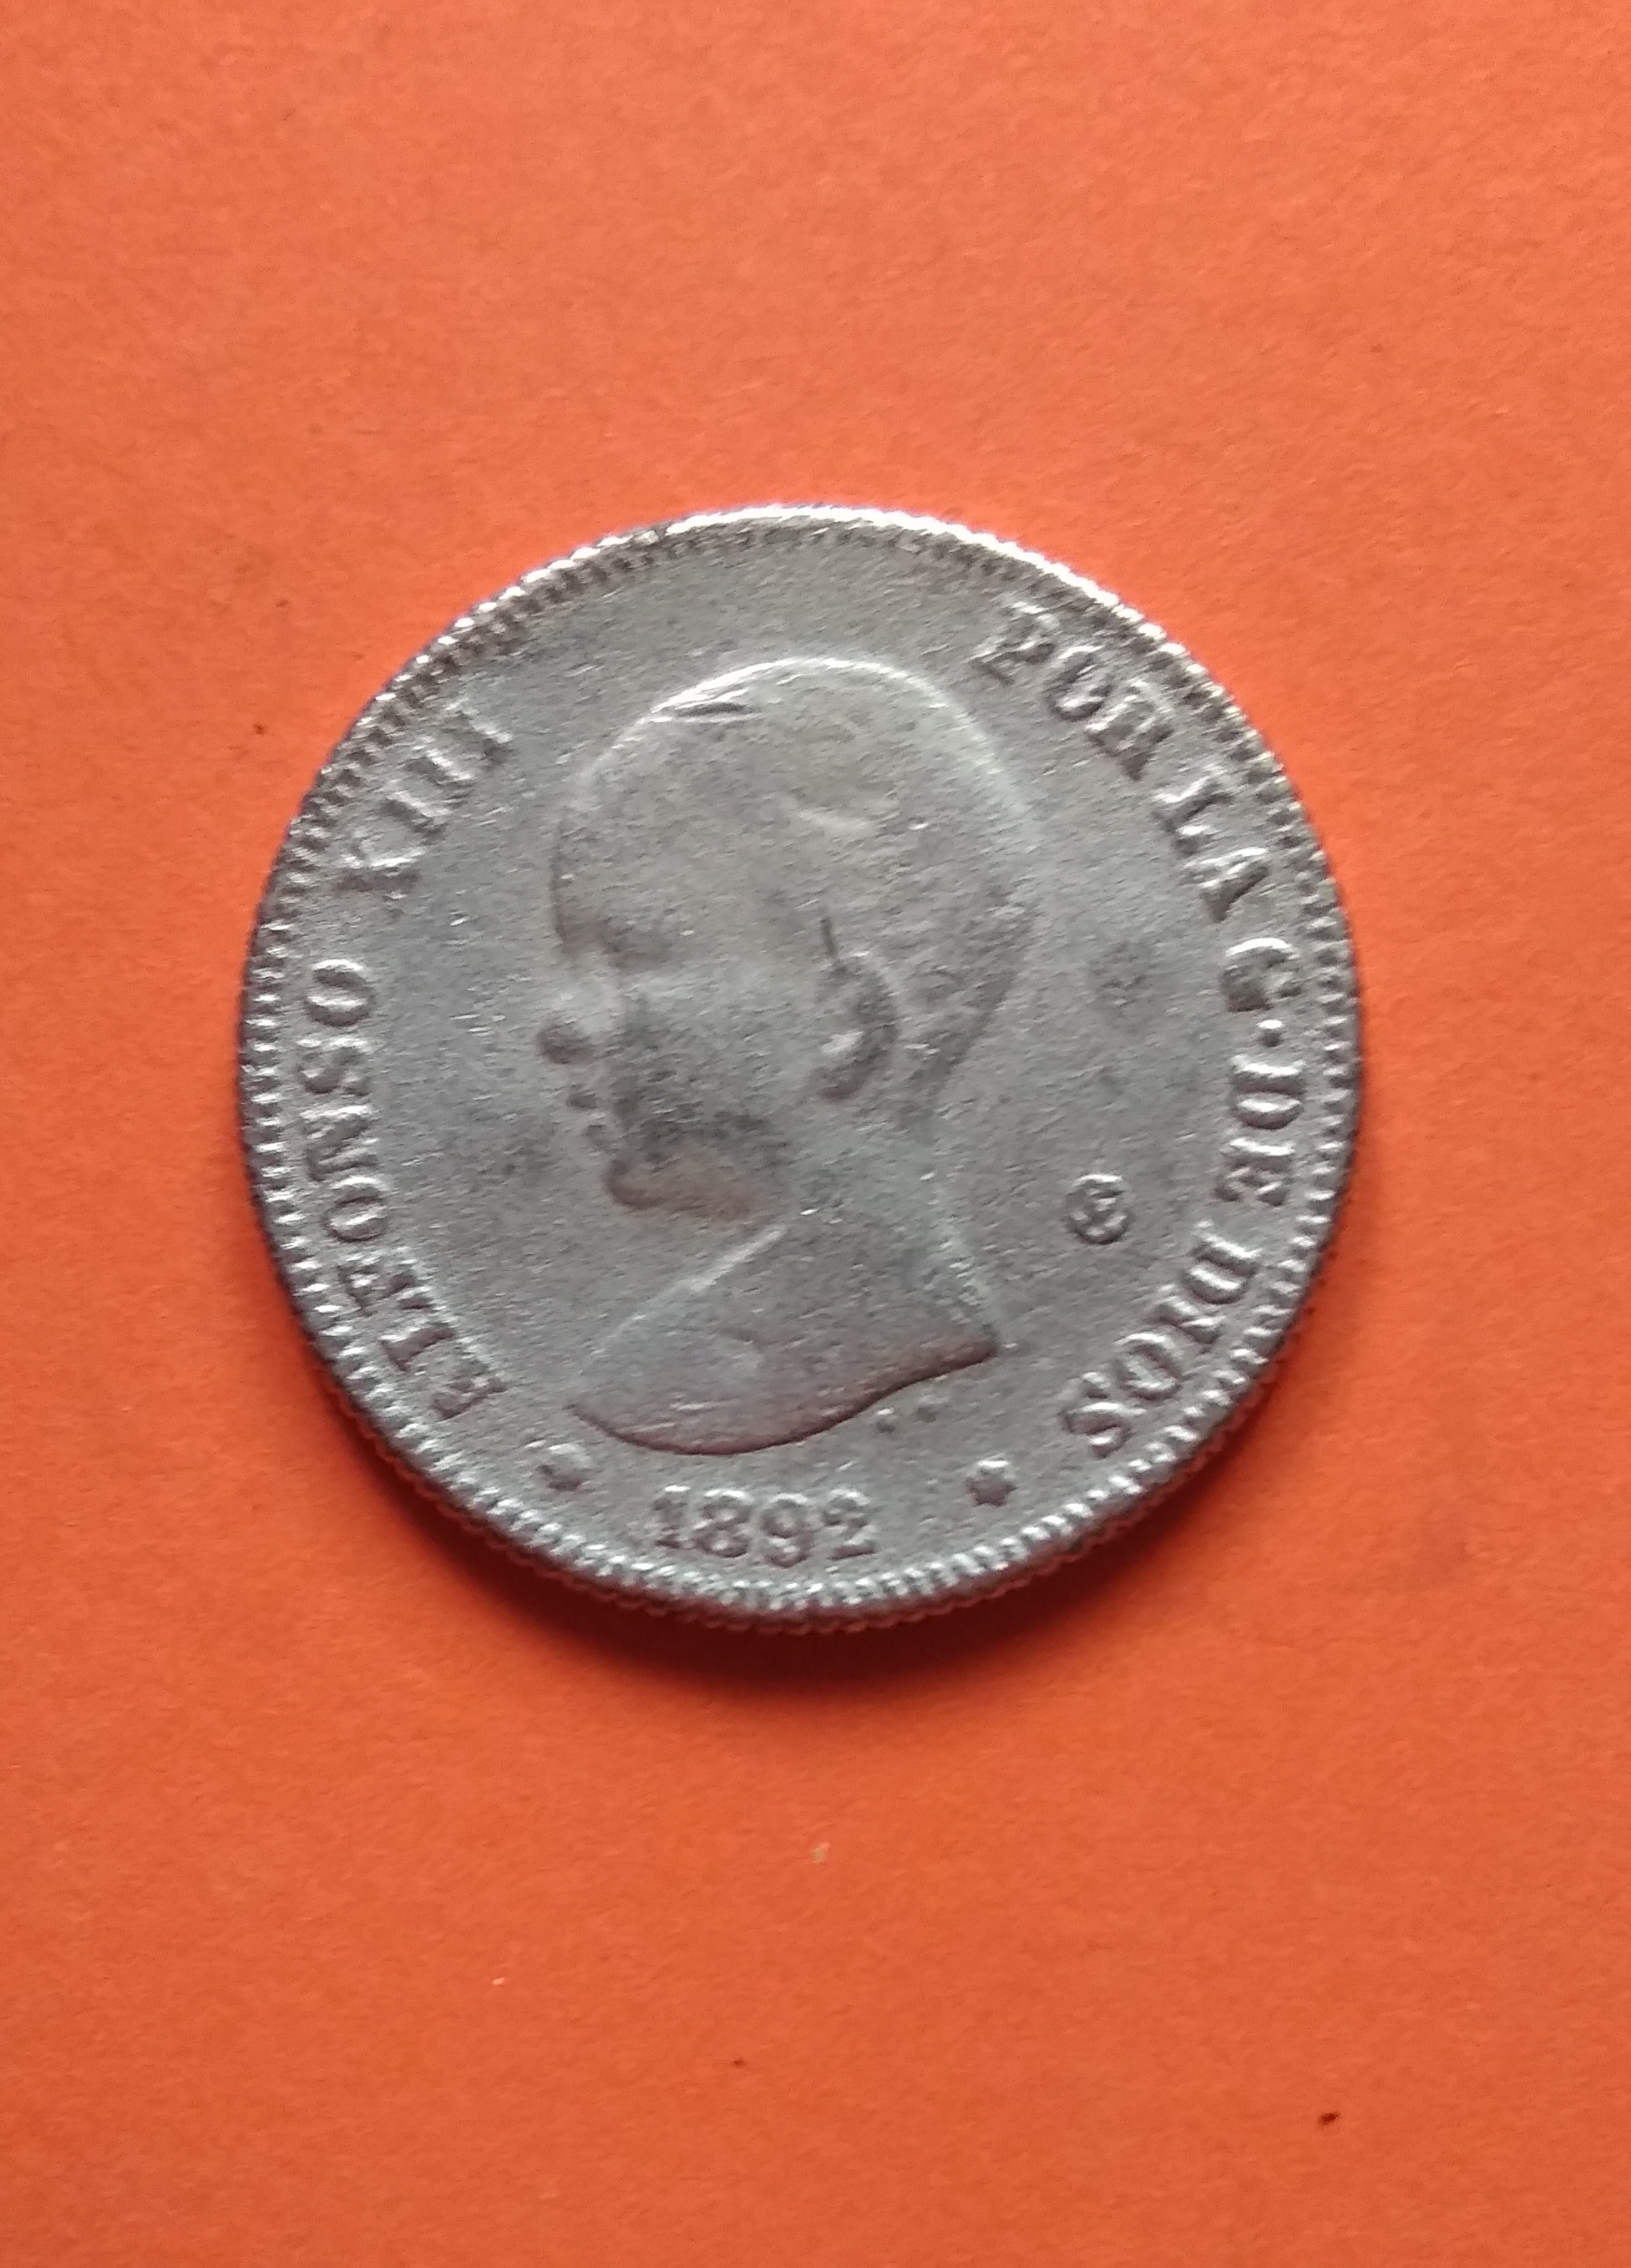 ALFONSO XIII POR LA G·DE DIOS
1892